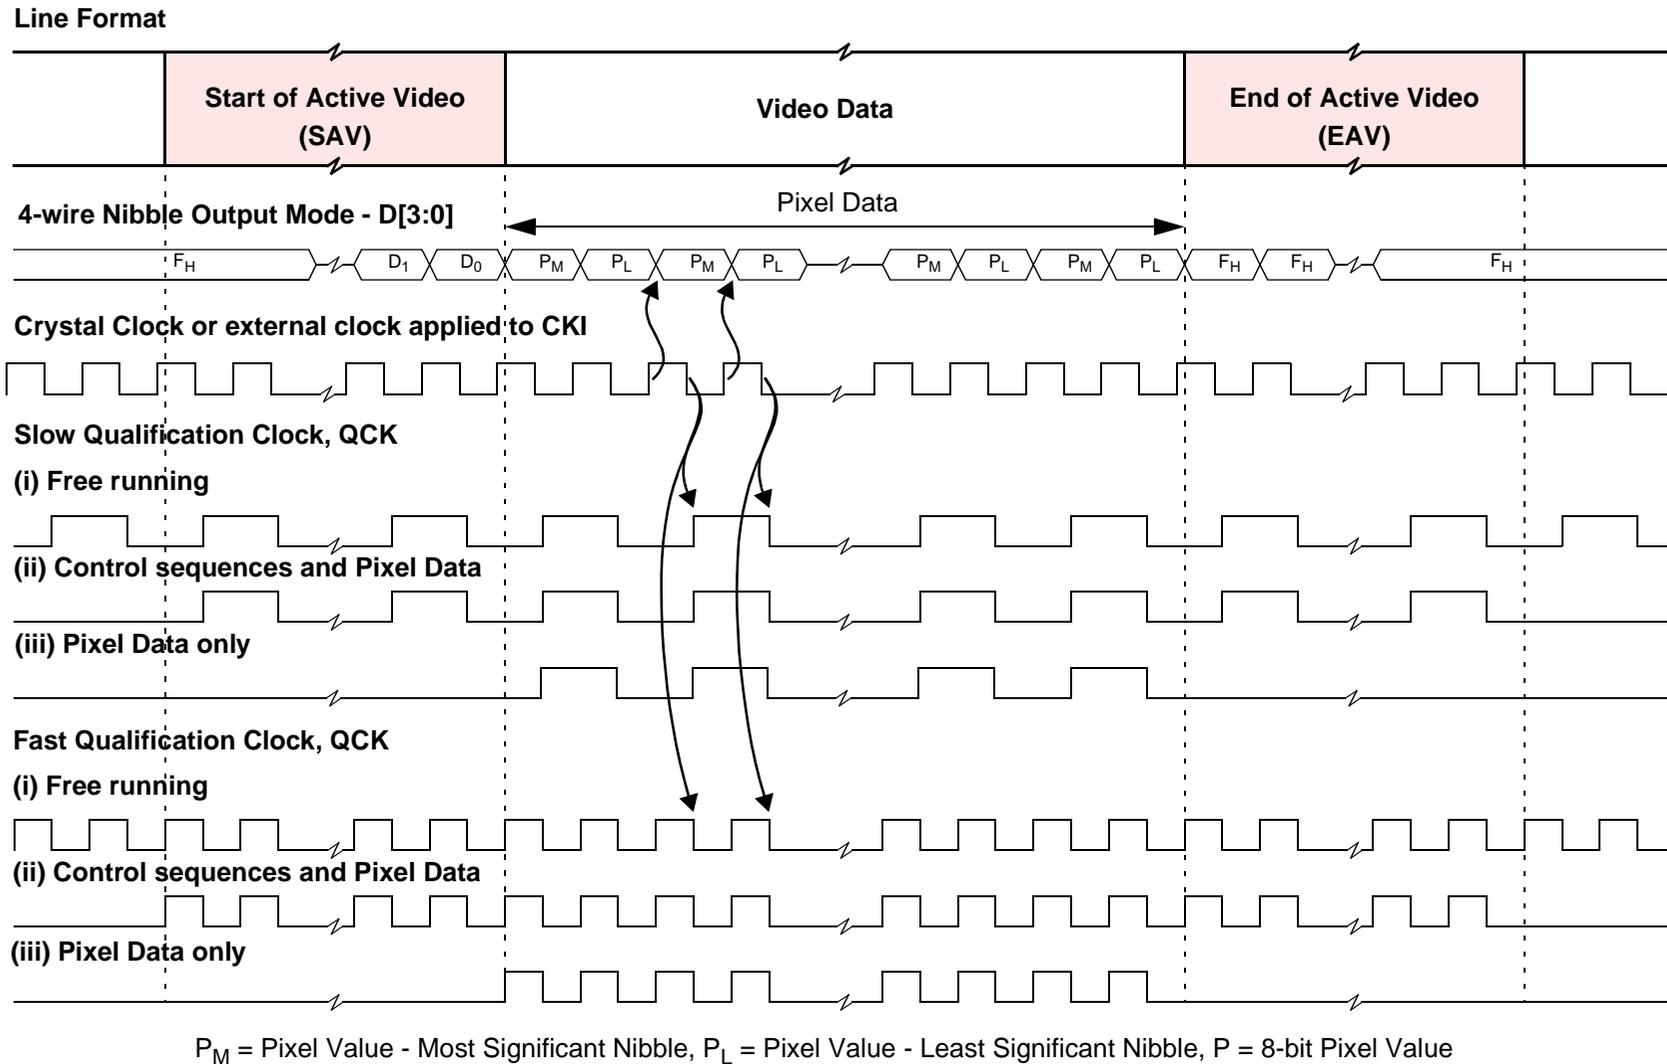 Line Format
Start of Active Video
(SAV)
Video Data
End of Active Video
(EAV)
4-wire Nibble Output Mode - D[3:0]
Pixel Data
FH D1 D0 PM PL PM PL PM PL PM PL FH FH FH
Crystal Clock or external clock applied to CKI
Slow Qualification Clock, QCK
(i) Free running
(ii) Control sequences and Pixel Data
(iii) Pixel Data only
Fast Qualification Clock, QCK
(i) Free running
(ii) Control sequences and Pixel Data
(iii) Pixel Data only
PM = Pixel Value - Most Significant Nibble, PL = Pixel Value - Least Significant Nibble, P = 8-bit Pixel Value